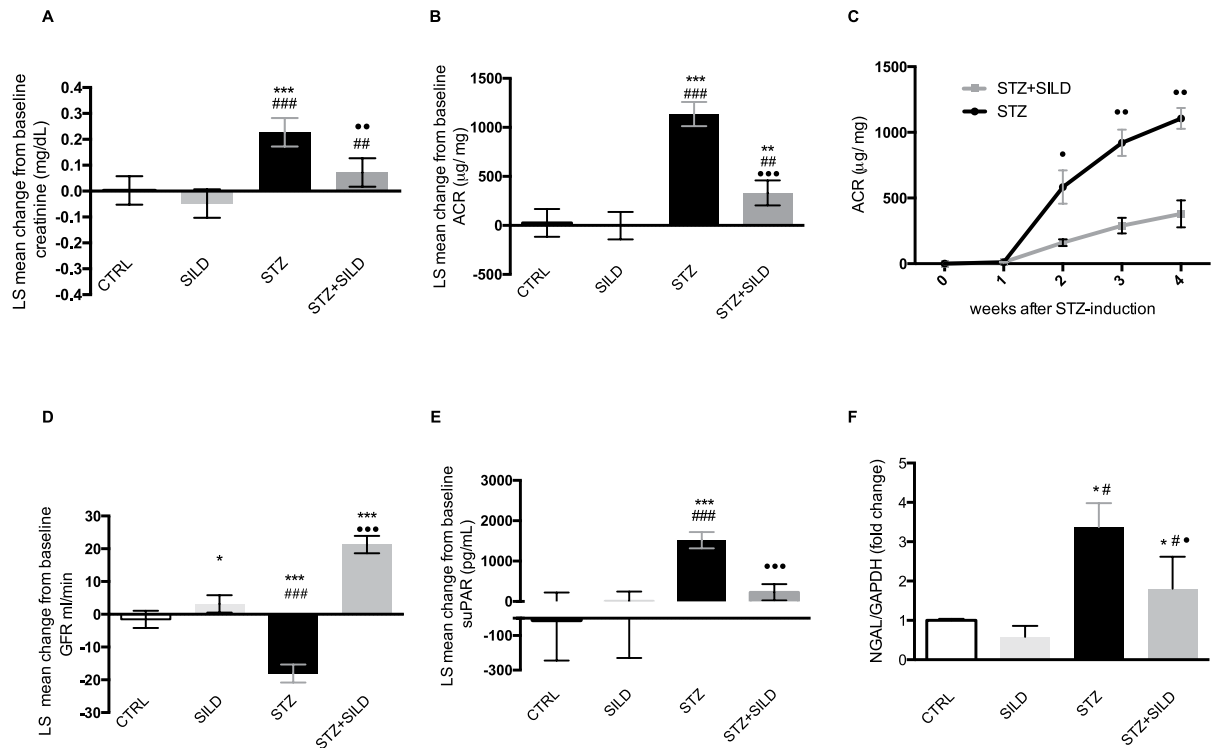 A
LS mean change from baseline
creatinine (mg/dL)
0.4
0.3
0.2
0.1
0.0
-0.1
-0.2
-0.3
-0.4
***
###
••
##
CTRL
SILD
STZ
STZ+SILD
B
LS mean change from baseline
ACR (µg/ mg)
1500
1000
500
0
-500
***
###
**
##
•••
CTRL
SILD
STZ
STZ+SILD
C
ACR (µg/ mg)
1500
1000
500
0
STZ+SILD
STZ
•
••
••
0
1
2
3
4
weeks after STZ-induction
D
LS mean change from baseline
GFR ml/min
30
20
10
0
-10
-20
-30
*
***
###
***
•••
CTRL
SILD
STZ
STZ+SILD
E
LS mean change from baseline
suPAR (pg/mL)
3000
2000
1000
0
-100
-300
***
###
•••
CTRL
SILD
STZ
STZ+SILD
F
NGAL/GAPDH (fold change)
5
4
3
2
1
0
* #
* # •
CTRL
SILD
STZ
STZ+SILD